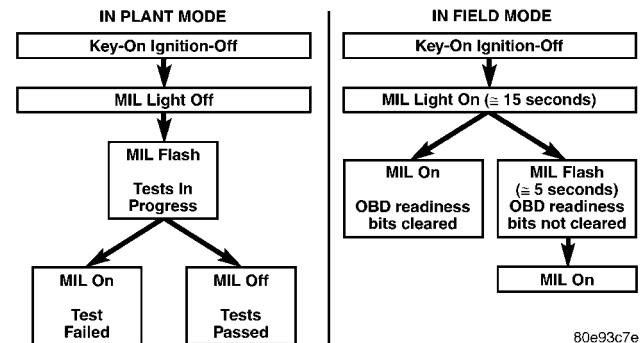 IN PLANT MODE
Key-On Ignition-Off
MIL Light Off
MIL Flash
Tests In
Progress
MIL On
Test
Failed
MIL Off
Tests
Passed
IN FIELD MODE
Key-On Ignition-Off
MIL Light On (≅ 15 seconds)
MIL On
OBD readiness
bits cleared
MIL Flash
(≅ 5 seconds)
OBD readiness
bits not cleared
MIL On
80e93c7e